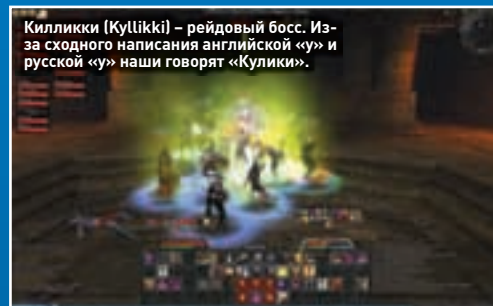 Килликки (Kyllikki) – рейдовый босс. Из-
за сходного написания английской «y» и
русской «у» наши говорят «Кулики».